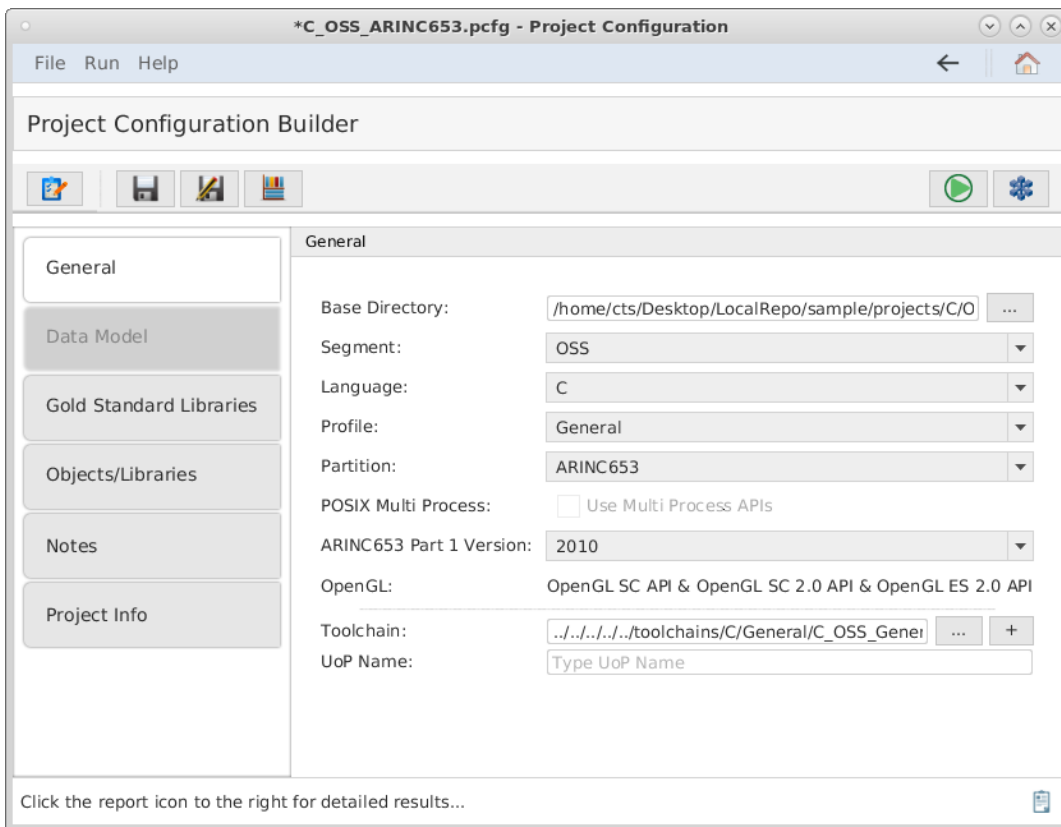 *C_OSS_ARINC653.pcfg - Project Configuration
File Run Help
Project Configuration Builder
General
Data Model
Gold Standard Libraries
Objects/Libraries
Notes
Project Info
General
Base Directory: /home/cts/Desktop/LocalRepo/sample/projects/C/O ...
Segment: OSS
Language: C
Profile: General
Partition: ARINC653
POSIX Multi Process: Use Multi Process APIs
ARINC653 Part 1 Version: 2010
OpenGL: OpenGL SC API & OpenGL SC 2.0 API & OpenGL ES 2.0 API
Toolchain: ../../../../../toolchains/C/General/C_OSS_Gener ... +
UoP Name: Type UoP Name
Click the report icon to the right for detailed results...